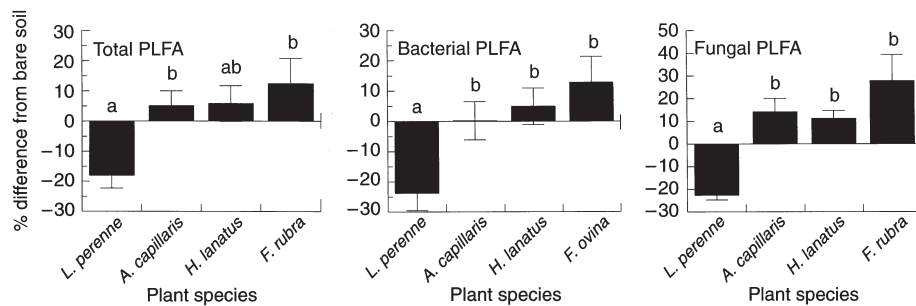 % difference from bare soil
Total PLFA
30
20
10
0
−10
−20
−30
a
b
ab
b
L. perenne
A. capillaris
H. lanatus
F. rubra
Plant species
Bacterial PLFA
30
20
10
0
−10
−20
−30
a
b
b
b
L. perenne
A. capillaris
H. lanatus
F. ovina
Plant species
Fungal PLFA
50
40
30
20
10
0
−10
−20
−30
a
b
b
b
L. perenne
A. capillaris
H. lanatus
F. rubra
Plant species